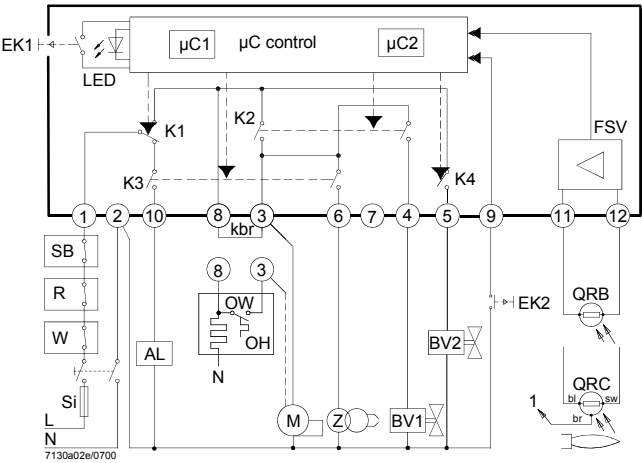 EK1
LED
µC1
µC control
µC2
FSV
K1
K2
K3
K4
1
2
10
8
3
6
7
4
5
9
11
12
kbr
SB
R
W
Si
L
N
AL
8
3
OW
OH
N
M
Z
BV1
BV2
EK2
QRB
QRC
bl
sw
br
1
7130a02e/0700